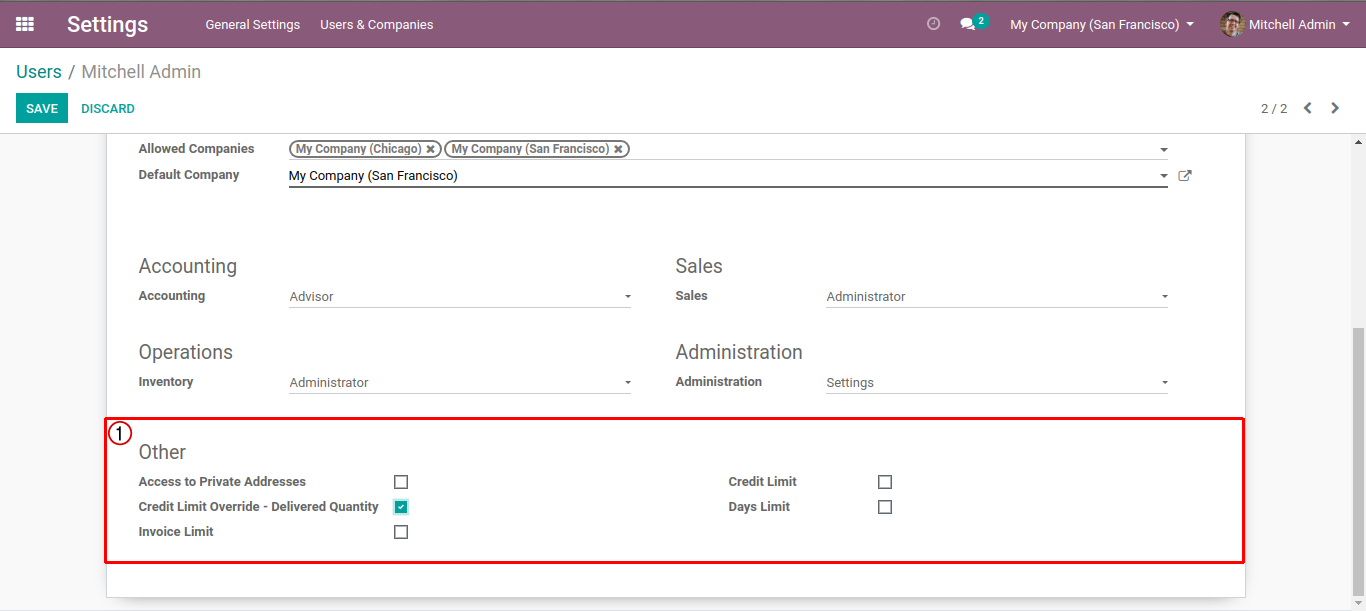 Settings General Settings Users & Companies 2 My Company (San Francisco) Mitchell Admin
Users / Mitchell Admin
SAVE DISCARD 2 / 2
Allowed Companies My Company (Chicago) ✖ My Company (San Francisco) ✖
Default Company My Company (San Francisco)
Accounting Sales
Accounting Advisor Sales Administrator
Operations Administration
Inventory Administrator Administration Settings
①
Other
Access to Private Addresses Credit Limit
Credit Limit Override - Delivered Quantity Days Limit
Invoice Limit